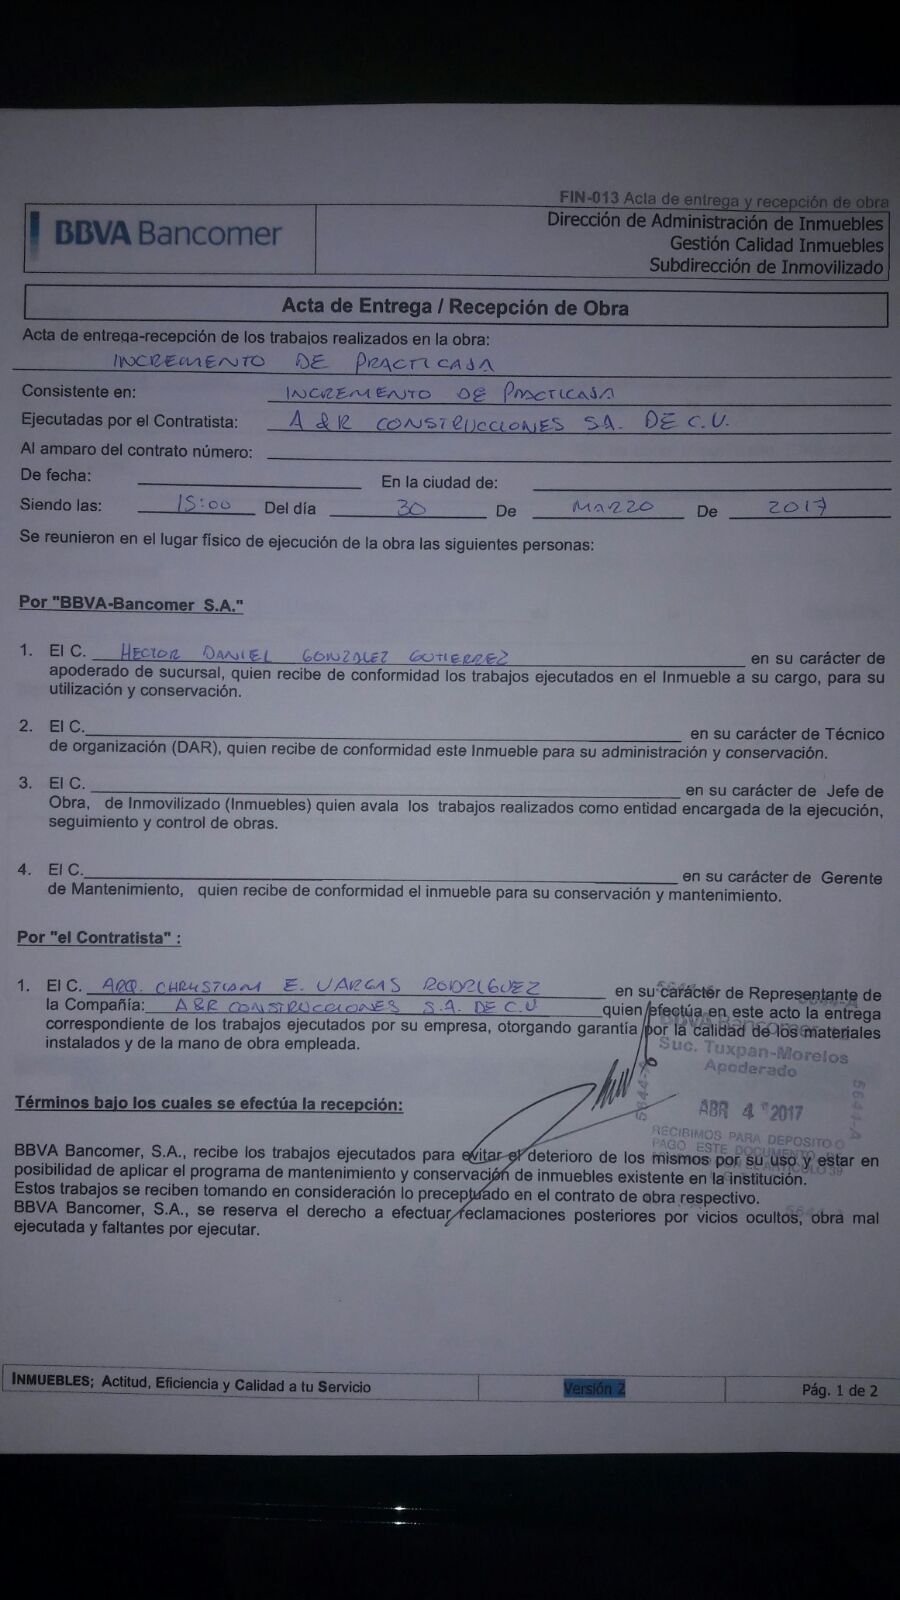 FIN-013 Acta de entrega y recepción de obra
BBVA Bancomer
Dirección de Administración de Inmuebles
Gestión Calidad Inmuebles
Subdirección de Inmovilizado
Acta de Entrega / Recepción de Obra
Acta de entrega-recepción de los trabajos realizados en la obra:
INCREMENTO DE PRACTICASA
Consistente en: INCREMENTO DE PRACTICASA
Ejecutadas por el Contratista: A & R CONSTRUCCIONES SA. DE C.V.
Al amparo del contrato número:
De fecha: En la ciudad de:
Siendo las: 15:00 Del día 30 De MARZO De 2017
Se reunieron en el lugar físico de ejecución de la obra las siguientes personas:
Por "BBVA-Bancomer S.A."
1. El C. HECTOR DANIEL GONZALEZ GUTIERREZ en su carácter de
apoderado de sucursal, quien recibe de conformidad los trabajos ejecutados en el Inmueble a su cargo, para su
utilización y conservación.
2. El C. en su carácter de Técnico
de organización (DAR), quien recibe de conformidad este Inmueble para su administración y conservación.
3. El C. en su carácter de Jefe de
Obra, de Inmovilizado (Inmuebles) quien avala los trabajos realizados como entidad encargada de la ejecución,
seguimiento y control de obras.
4. El C. en su carácter de Gerente
de Mantenimiento, quien recibe de conformidad el inmueble para su conservación y mantenimiento.
Por "el Contratista" :
1. El C. ARQ. CHRISTIAM E. VARGAS RODRIGUEZ en su carácter de Representante de
la Compañía: A&R CONSTRUCCIONES S.A. DE C.V quien efectúa en este acto la entrega
correspondiente de los trabajos ejecutados por su empresa, otorgando garantía por la calidad de los materiales
instalados y de la mano de obra empleada.
5644-A
BBVA Bancomer
Suc. Tuxpan-Morelos
Apoderado
5644-A
5644-A
ABR 4 2017
RECIBIMOS PARA DEPOSITO O
PAGO ESTE DOCUMENTO
Términos bajo los cuales se efectúa la recepción:
BBVA Bancomer, S.A., recibe los trabajos ejecutados para evitar el deterioro de los mismos por su uso y estar en
posibilidad de aplicar el programa de mantenimiento y conservación de inmuebles existente en la institución.
Estos trabajos se reciben tomando en consideración lo preceptuado en el contrato de obra respectivo.
BBVA Bancomer, S.A., se reserva el derecho a efectuar reclamaciones posteriores por vicios ocultos, obra mal
ejecutada y faltantes por ejecutar.
INMUEBLES; Actitud, Eficiencia y Calidad a tu Servicio
Versión 2
Pág. 1 de 2